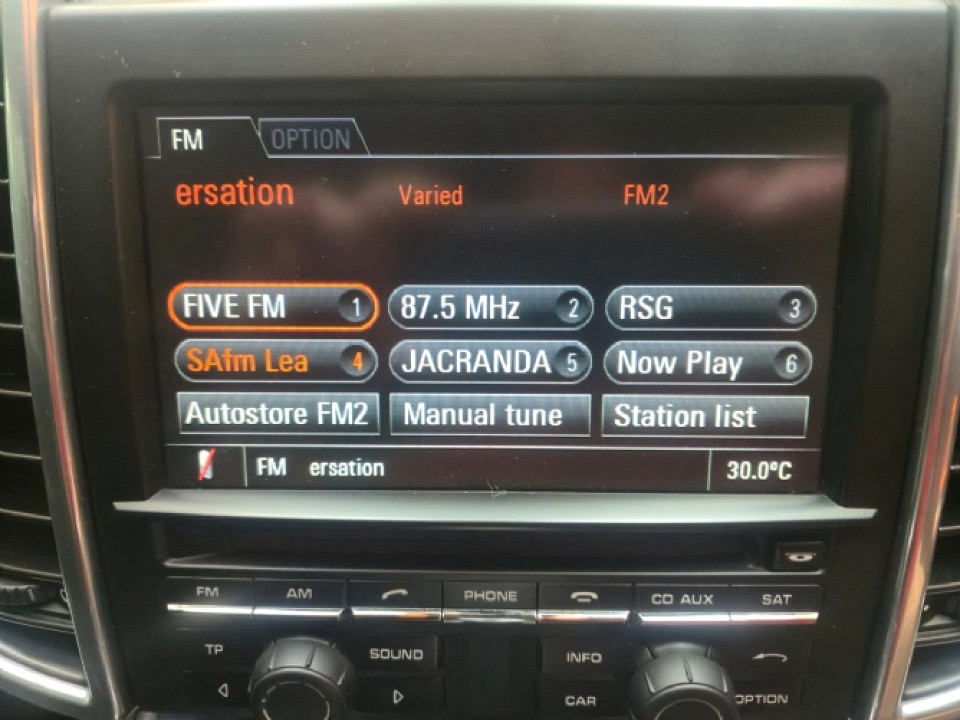 FM OPTION
ersation Varied FM2
FIVE FM 1 87.5 MHz 2 RSG 3
SAfm Lea 4 JACRANDA 5 Now Play 6
Autostore FM2 Manual tune Station list
FM ersation 30.0°C
FM AM PHONE CD AUX SAT
TP SOUND INFO
CAR OPTION